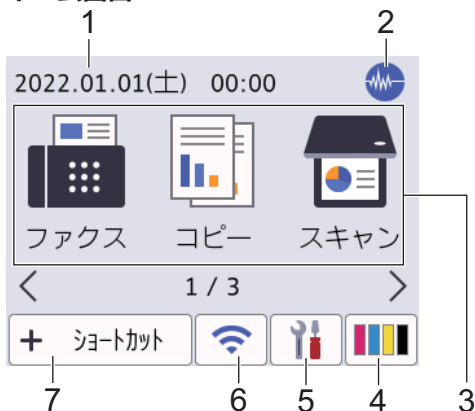 1 2
2022.01.01(土) 00:00
ファクス コピー スキャン
1 / 3
+ ショートカット
7 6 5 4 3